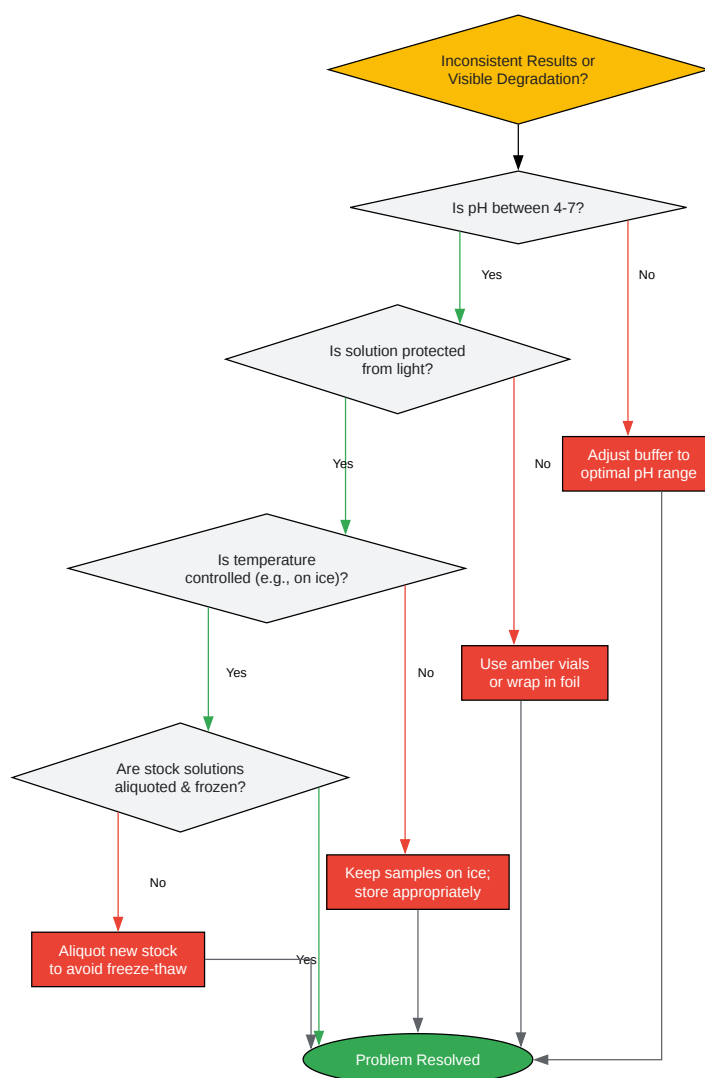 Inconsistent Results or
Visible Degradation?
Is pH between 4-7?
Yes
No
Is solution protected
from light?
Yes
No
Adjust buffer to
optimal pH range
Is temperature
controlled (e.g., on ice)?
Yes
No
Use amber vials
or wrap in foil
Are stock solutions
aliquoted & frozen?
No
Keep samples on ice;
store appropriately
Aliquot new stock
to avoid freeze-thaw
Yes
Problem Resolved